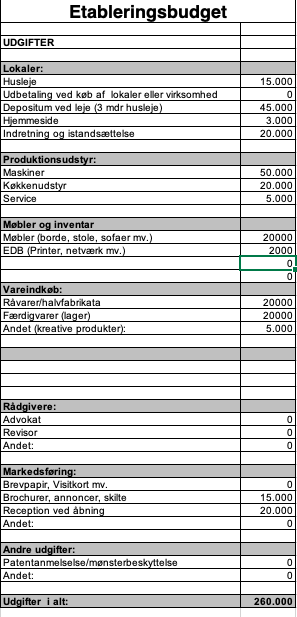 Etableringsbudget
UDGIFTER
Lokaler:
Husleje 15.000
Udbetaling ved køb af lokaler eller virksomhed 0
Depositum ved leje (3 mdr husleje) 45.000
Hjemmeside 3.000
Indretning og istandsættelse 20.000
Produktionsudstyr:
Maskiner 50.000
Køkkenudstyr 20.000
Service 5.000
Møbler og inventar
Møbler (borde, stole, sofaer mv.) 20000
EDB (Printer, netværk mv.) 2000
0
0
Vareindkøb:
Råvarer/halvfabrikata 20000
Færdigvarer (lager) 20000
Andet (kreative produkter): 5.000
Rådgivere:
Advokat 0
Revisor 0
Andet: 0
Markedsføring:
Brevpapir, Visitkort mv. 0
Brochurer, annoncer, skilte 15.000
Reception ved åbning 20.000
Andet: 0
Andre udgifter:
Patentanmelselse/mønsterbeskyttelse 0
Andet: 0
Udgifter i alt: 260.000